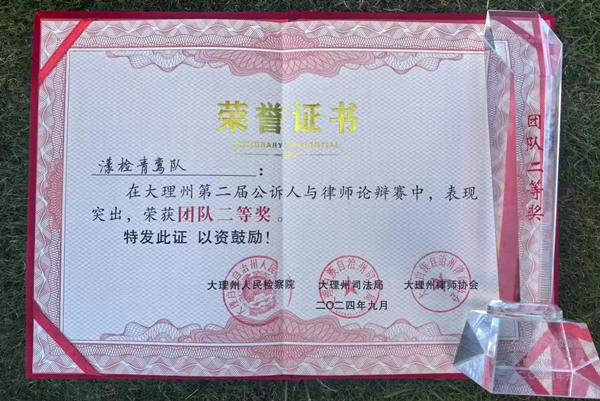 荣誉证书
HONORARY CREDENTIAL
漾检青鸾队：
在大理州第二届公诉人与律师论辩赛中，表现
突出，荣获团队二等奖。
特发此证 以资鼓励！
大理州人民检察院 大理州司法局 大理州律师协会
二〇二四年九月
团队二等奖